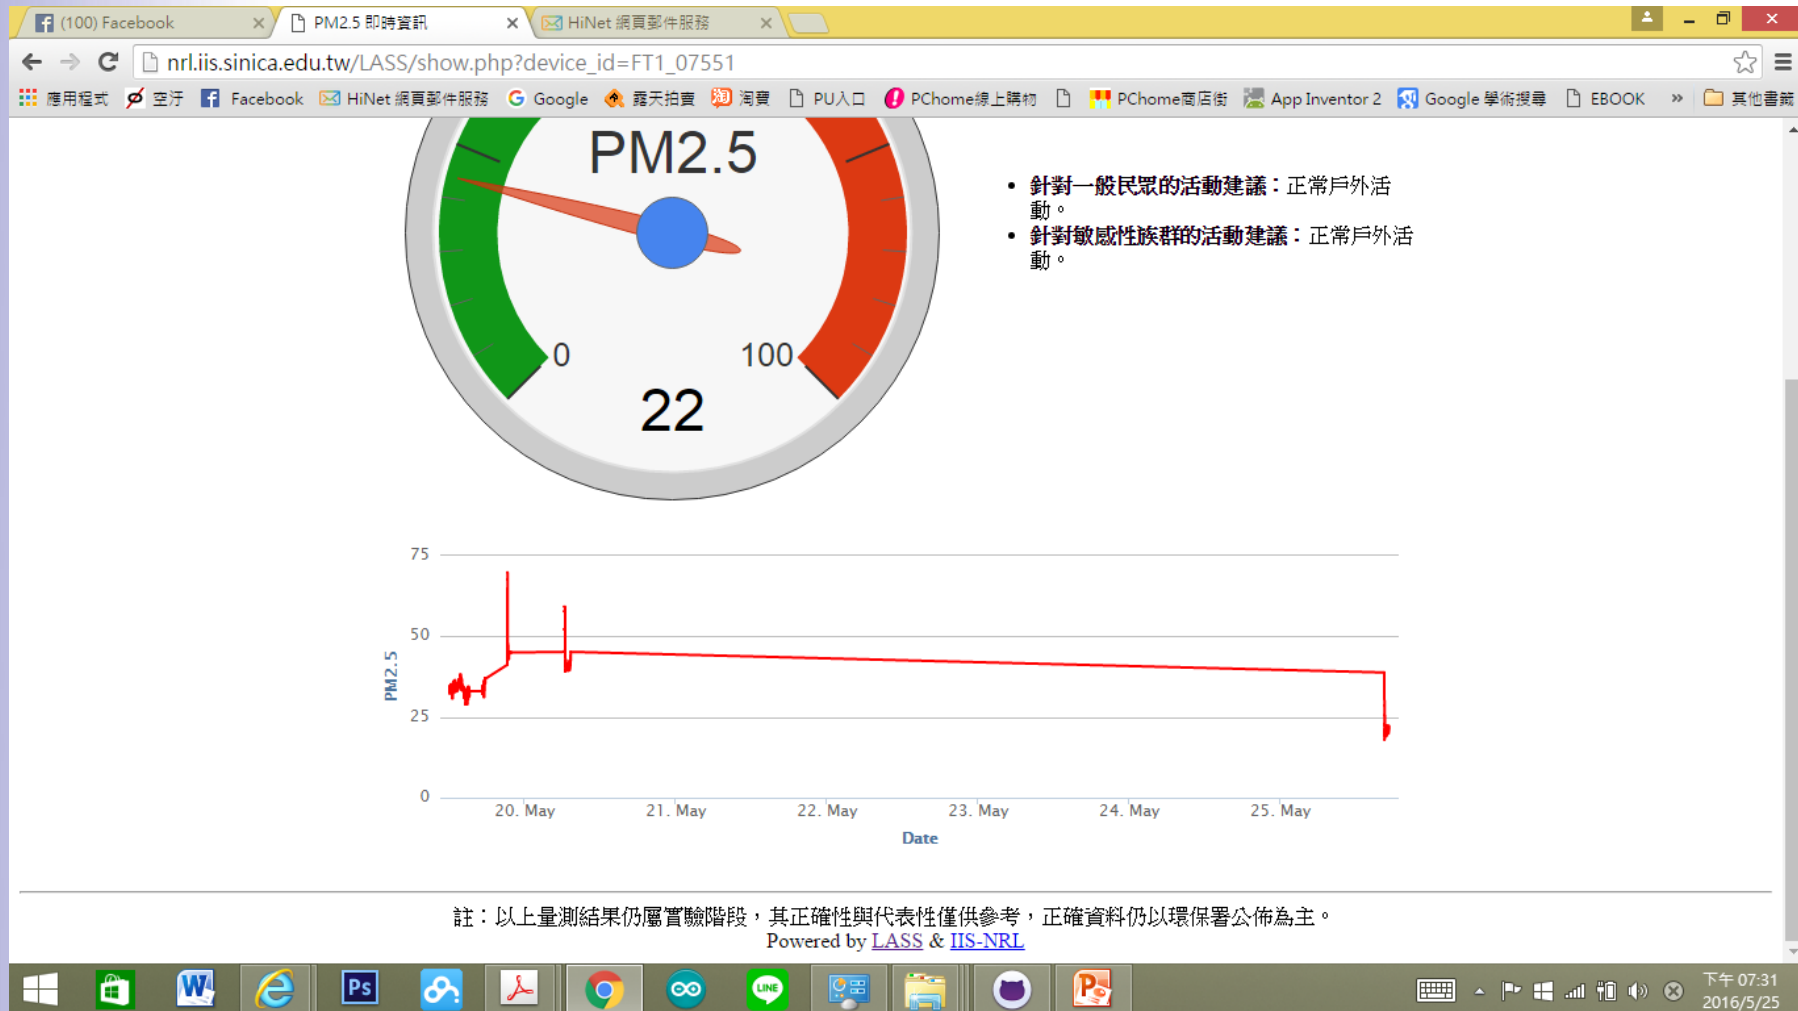 (100) Facebook
PM2.5 即時資訊
HiNet 網頁郵件服務
nrl.iis.sinica.edu.tw/LASS/show.php?device_id=FT1_07551
應用程式 空汙 Facebook HiNet 網頁郵件服務 Google 露天拍賣 淘寶 PU入口 PChome線上購物 PChome商店街 App Inventor 2 Google 學術搜尋 EBOOK » 其他書籤
PM2.5
0
100
22
針對一般民眾的活動建議：正常戶外活
動。
針對敏感性族群的活動建議：正常戶外活
動。
75
50
25
0
PM2.5
20. May 21. May 22. May 23. May 24. May 25. May
Date
註：以上量測結果仍屬實驗階段，其正確性與代表性僅供參考，正確資料仍以環保署公佈為主。
Powered by LASS & IIS-NRL
下午 07:31
2016/5/25